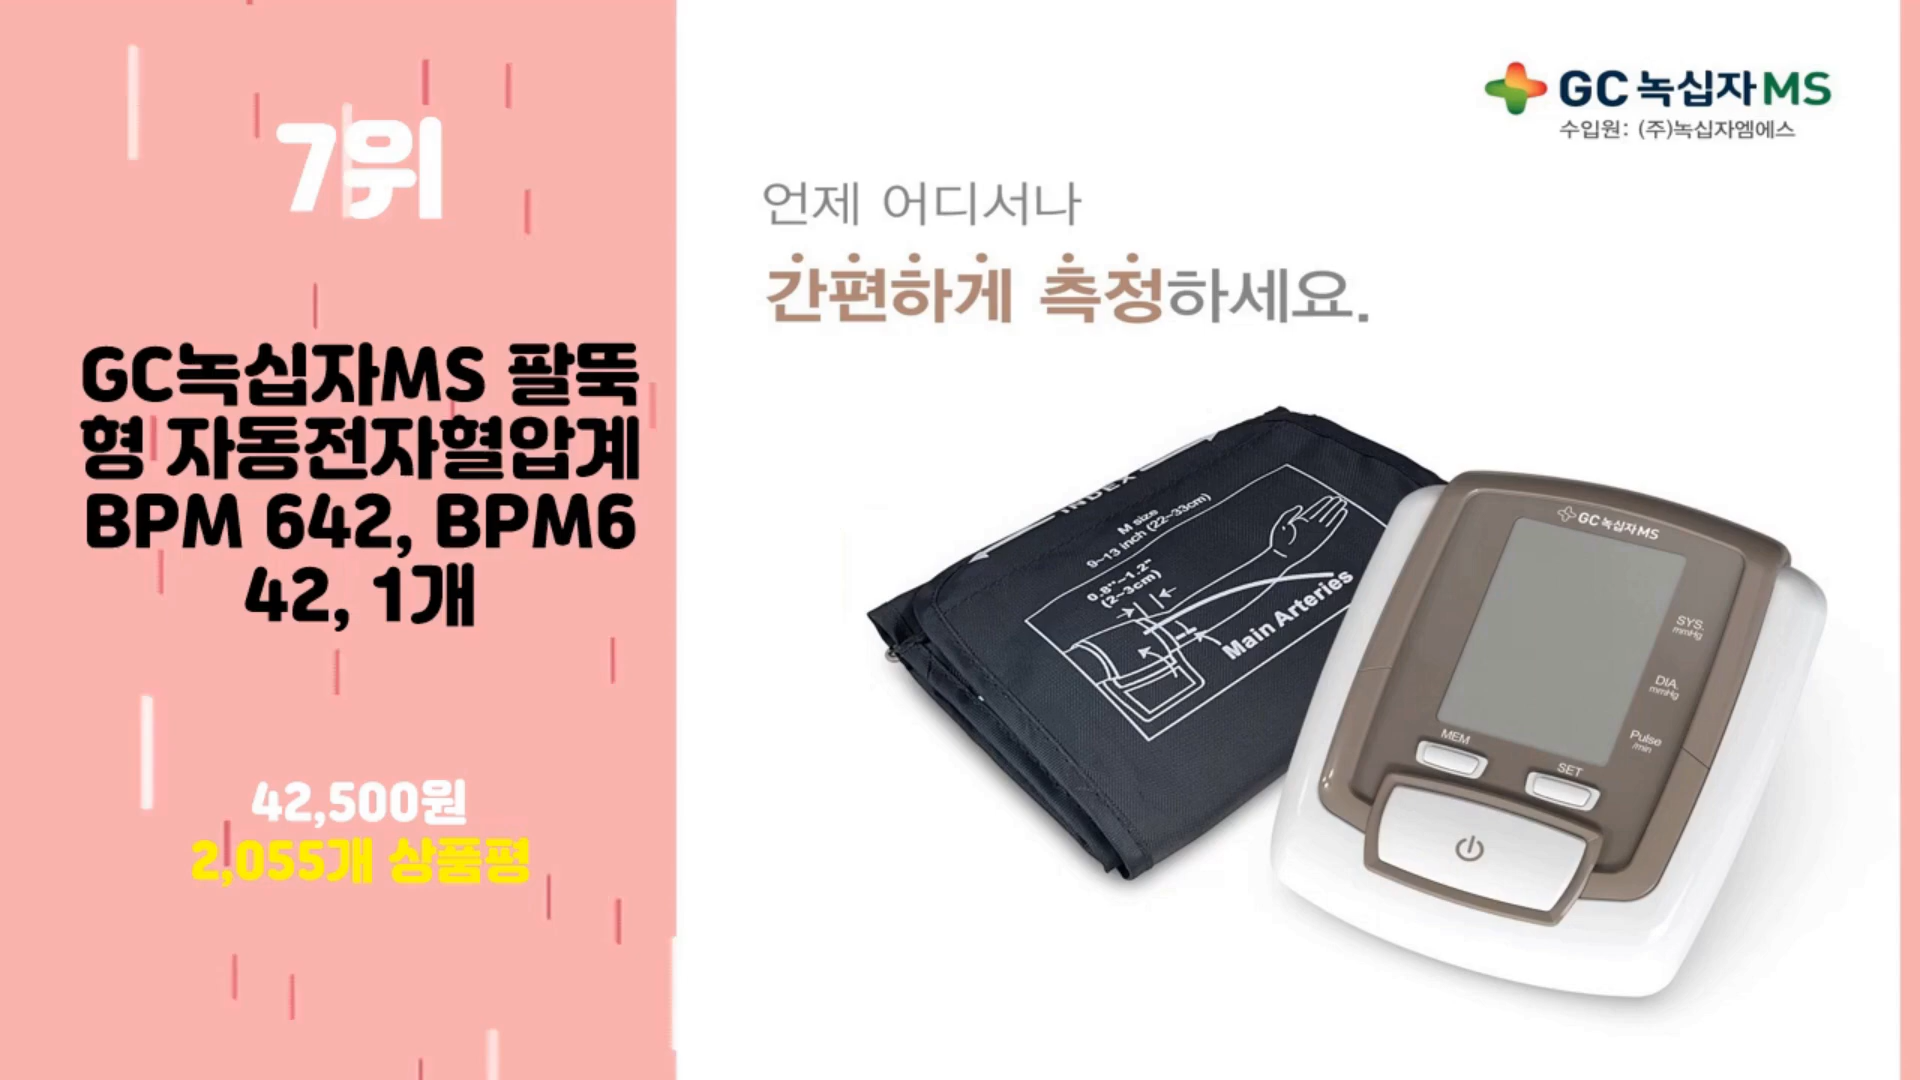 7위
GC녹십자MS 팔뚝
형 자동전자혈압계
BPM 642, BPM6
42, 1개
42,500원
2,055개 상품평
GC녹십자MS
수입원: (주)녹십자엠에스
언제 어디서나
간편하게 측정하세요.
INDEX
M size
9~13 inch (22~33cm)
0.8"~1.2"
(2~3cm)
Main Arteries
GC녹십자MS
SYS.
mmHg
DIA.
mmHg
Pulse
/min
MEM
SET